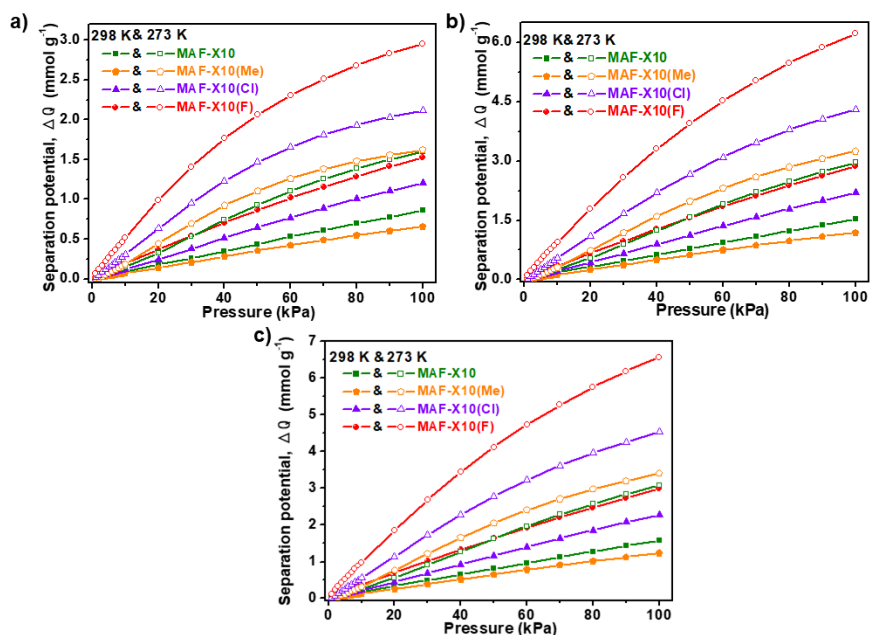 a)
298 K & 273 K
& MAF-X10
& MAF-X10(Me)
& MAF-X10(Cl)
& MAF-X10(F)
Separation potential, △Q (mmol g⁻¹)
3.0
2.5
2.0
1.5
1.0
0.5
0.0
0 20 40 60 80 100
Pressure (kPa)
b)
298 K& 273 K
& MAF-X10
& MAF-X10(Me)
& MAF-X10(Cl)
& MAF-X10(F)
Separation potential, △Q (mmol g⁻¹)
6.0
4.5
3.0
1.5
0.0
0 20 40 60 80 100
Pressure (kPa)
c)
298 K & 273 K
& MAF-X10
& MAF-X10(Me)
& MAF-X10(Cl)
& MAF-X10(F)
Separation potential, △Q (mmol g⁻¹)
7
6
5
4
3
2
1
0
0 20 40 60 80 100
Pressure (kPa)